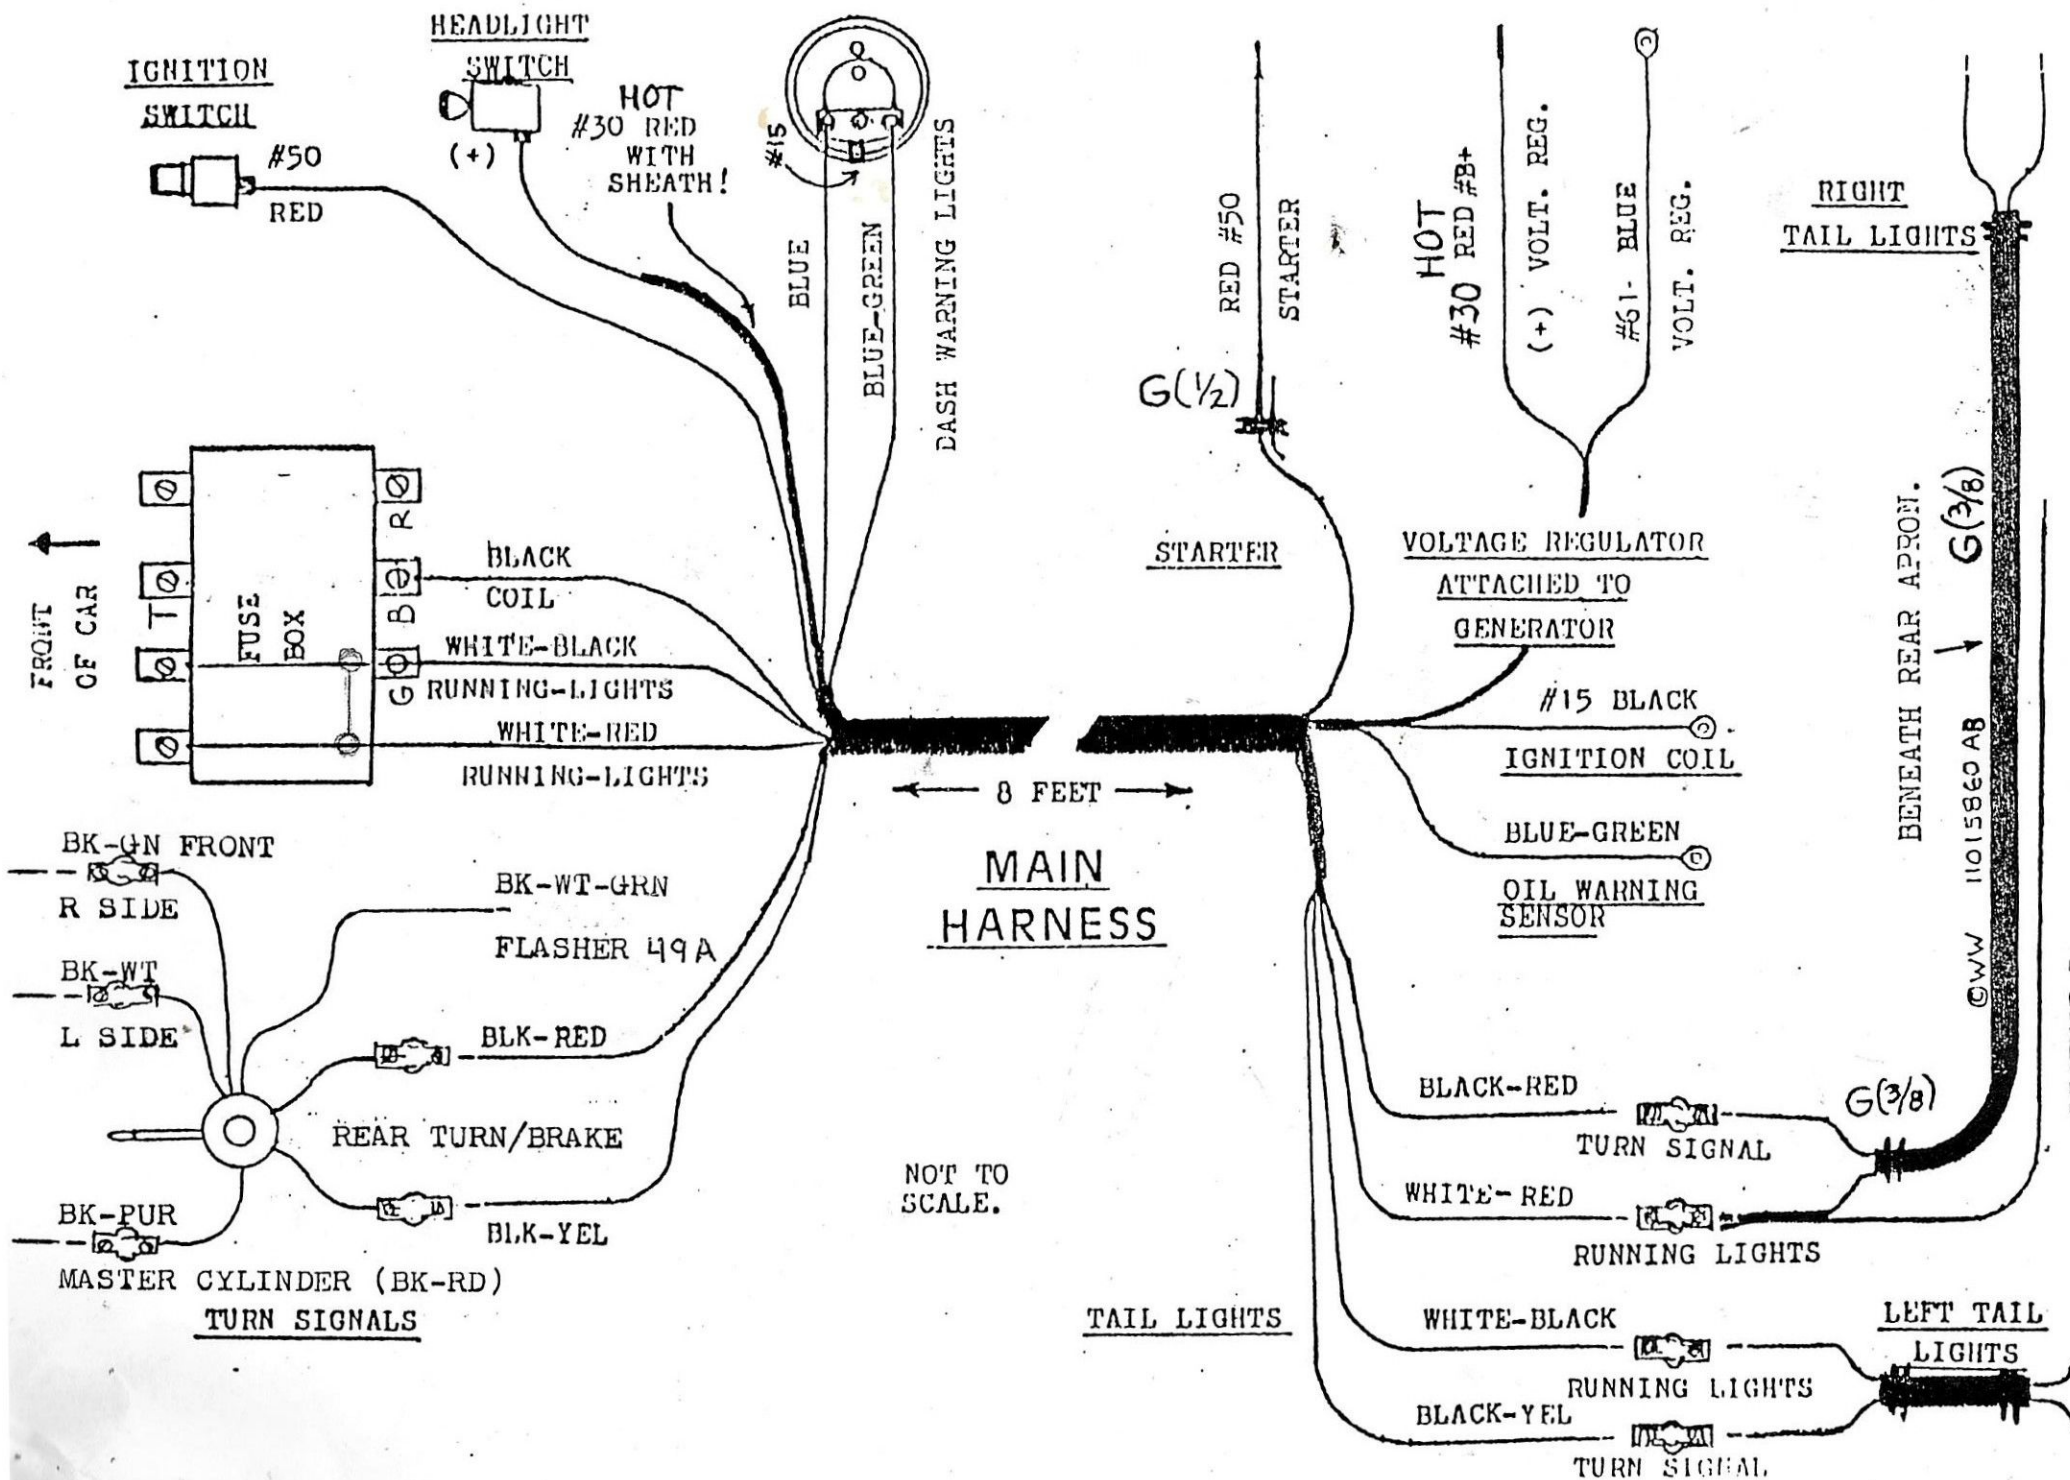 IGNITION
SWITCH
#50
RED
HEADLIGHT
SWITCH
(+)
HOT
#30 RED
WITH
SHEATH!
#15
BLUE
BLUE-GREEN
DASH WARNING LIGHTS
FRONT
OF CAR
T
FUSE
BOX
R
B
G
BLACK
COIL
WHITE-BLACK
RUNNING-LIGHTS
WHITE-RED
RUNNING-LIGHTS
BK-GN FRONT
R SIDE
BK-WT
L SIDE
BK-WT-GRN
FLASHER 49A
BLK-RED
REAR TURN/BRAKE
BLK-YEL
BK-PUR
MASTER CYLINDER (BK-RD)
TURN SIGNALS
8 FEET
MAIN
HARNESS
NOT TO
SCALE.
RED #50
STARTER
G(1/2)
STARTER
HOT
#30 RED #B+
(+) VOLT. REG.
#61- BLUE
VOLT. REG.
VOLTAGE REGULATOR
ATTACHED TO
GENERATOR
#15 BLACK
IGNITION COIL
BLUE-GREEN
OIL WARNING
SENSOR
RIGHT
TAIL LIGHTS
BENEATH REAR APRON.
G(3/8)
©WW 11015860 AB
BLACK-RED
TURN SIGNAL
G(3/8)
WHITE-RED
RUNNING LIGHTS
TAIL LIGHTS
WHITE-BLACK
RUNNING LIGHTS
LEFT TAIL
LIGHTS
BLACK-YEL
TURN SIGNAL